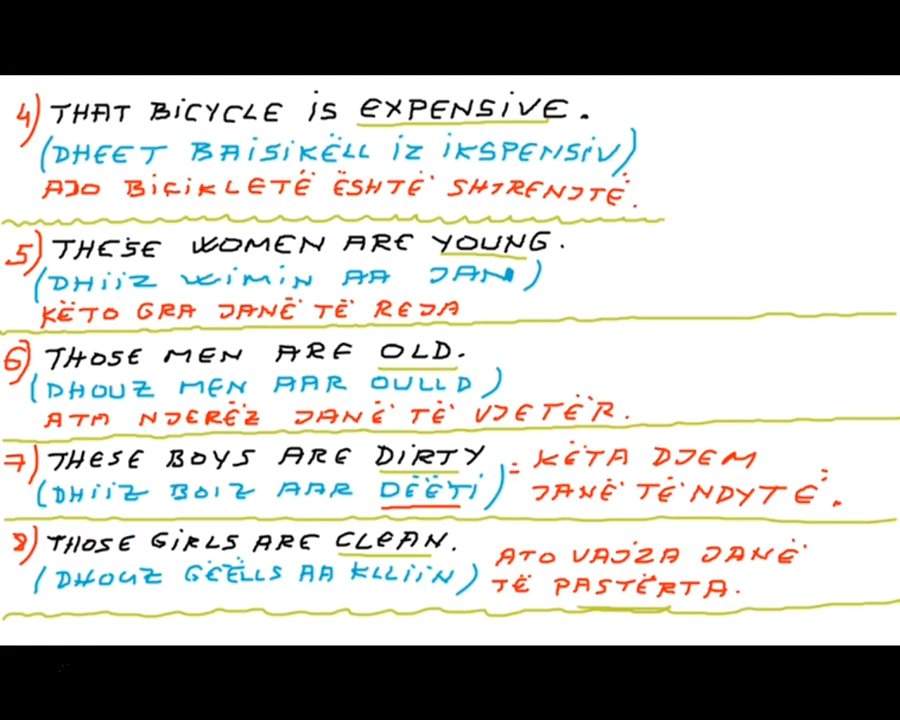 4) THAT BICYCLE IS EXPENSIVE.
(DHEET BAISIKËLL IZ IKSPENSIV)
AJO BIÇIKLETË ËSHTË SHTRENJTË.
5) THESE WOMEN ARE YOUNG.
(DHIIZ WIMIN AA JAN)
KËTO GRA JANË TË REJA
6) THOSE MEN ARE OLD.
(DHOUZ MEN AAR OULLD)
ATA NJERËZ JANË TË VJETËR.
7) THESE BOYS ARE DIRTY = KËTA DJEM
(DHIIZ BOIZ AAR DËËTI) JANË TË NDYTË.
8) THOSE GIRLS ARE CLEAN. ATO VAJZA JANË
(DHOUZ GËËLLS AA KLLIIN) TË PASTËRTA.